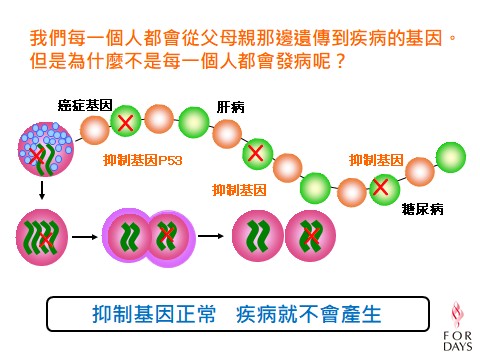 我們每一個人都會從父母親那邊遺傳到疾病的基因。
但是為什麼不是每一個人都會發病呢？
癌症基因
肝病
抑制基因P53
抑制基因
抑制基因
糖尿病
抑制基因正常　疾病就不會產生
FOR
DAYS